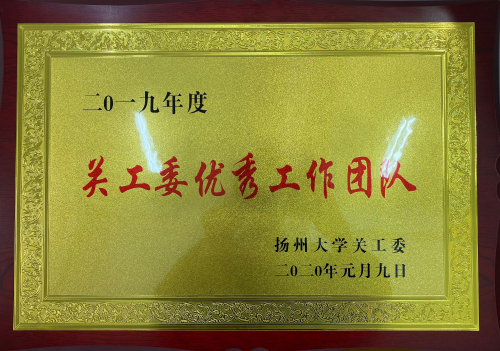 二0一九年度
关工委优秀工作团队
扬州大学关工委
二0二0年元月九日